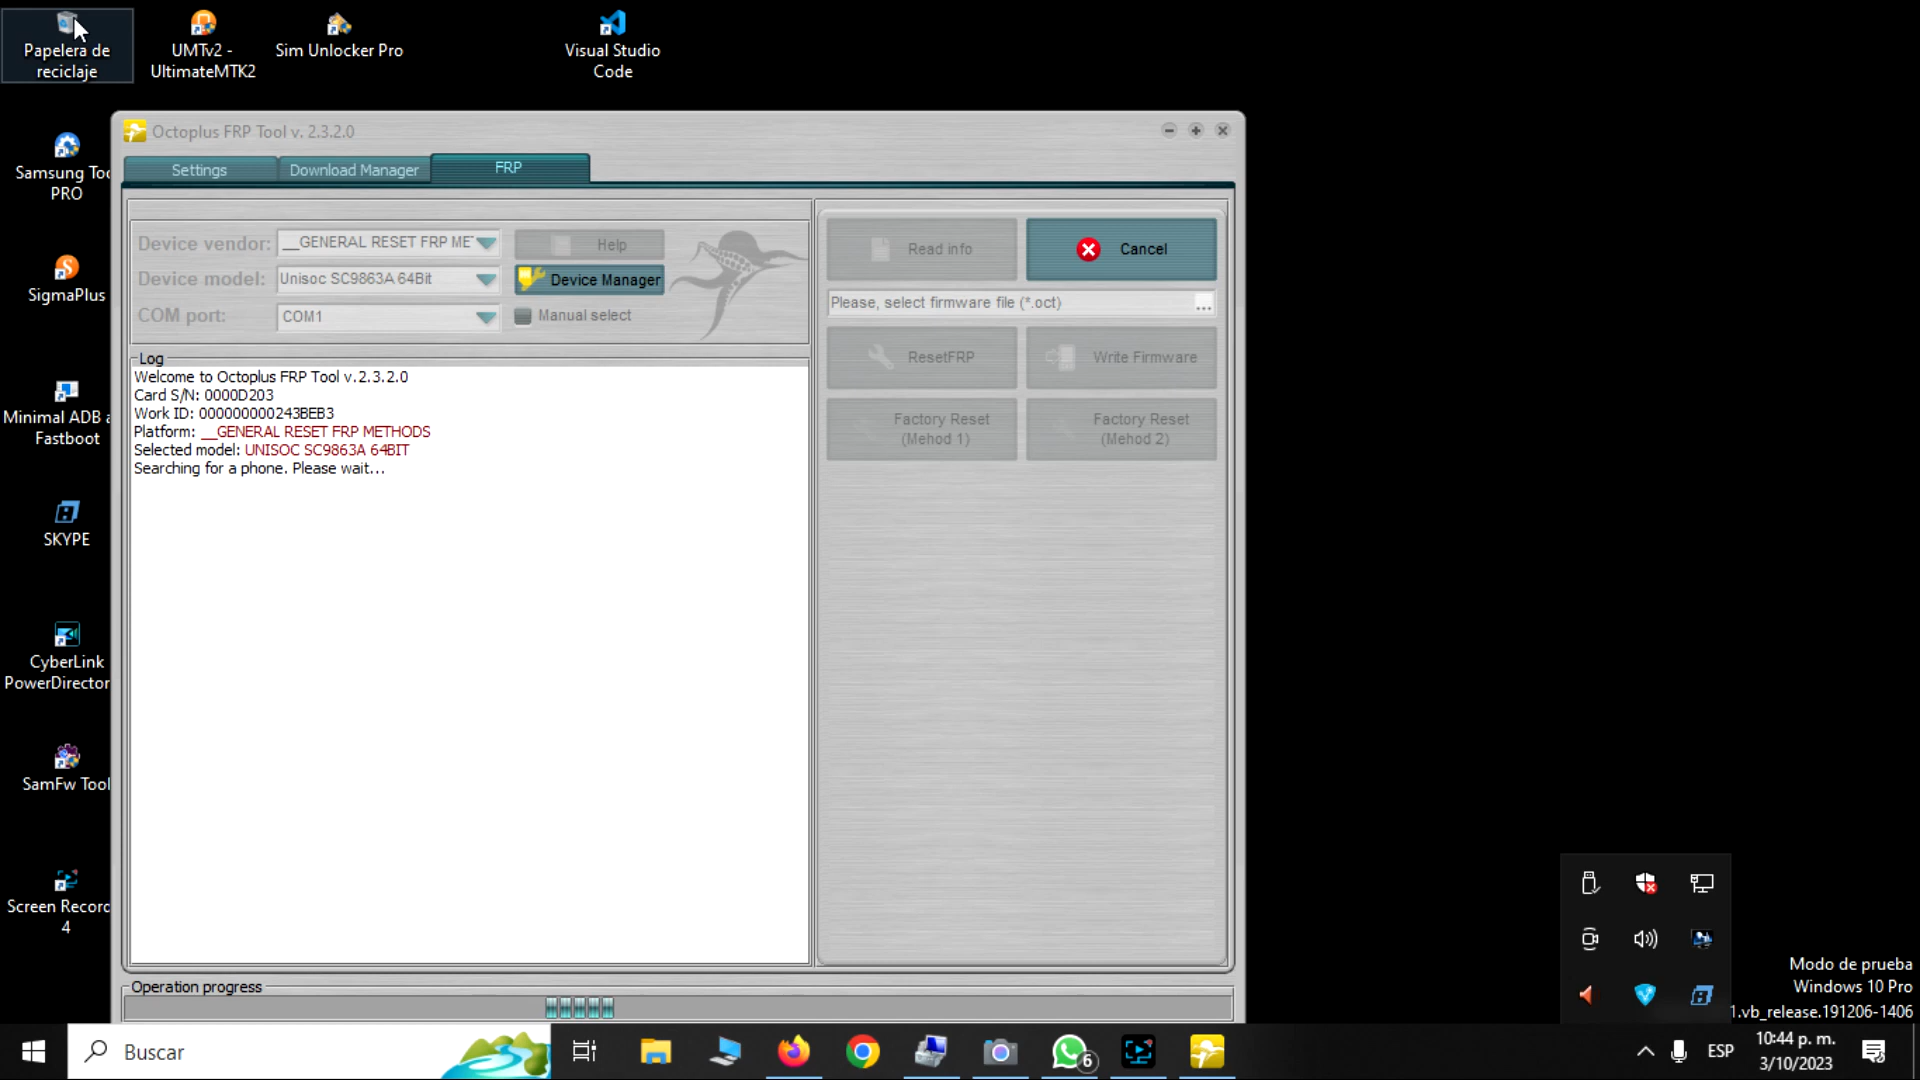 Papelera de
reciclaje
UMTv2 -
UltimateMTK2
Sim Unlocker Pro
Visual Studio
Code
Samsung Too
PRO
SigmaPlus
Minimal ADB a
Fastboot
SKYPE
CyberLink
PowerDirector
SamFw Tool
Screen Record
4
Octoplus FRP Tool v. 2.3.2.0
Settings
Download Manager
FRP
Device vendor:
__GENERAL RESET FRP MET
Help
Device model:
Unisoc SC9863A 64Bit
Device Manager
COM port:
COM1
Manual select
Read info
Cancel
Please, select firmware file (*.oct)
...
ResetFRP
Write Firmware
Factory Reset
(Mehod 1)
Factory Reset
(Mehod 2)
Log
Welcome to Octoplus FRP Tool v.2.3.2.0
Card S/N: 0000D203
Work ID: 000000000243BEB3
Platform: __GENERAL RESET FRP METHODS
Selected model: UNISOC SC9863A 64BIT
Searching for a phone. Please wait...
Operation progress
Modo de prueba
Windows 10 Pro
1.vb_release.191206-1406
Buscar
6
ESP
10:44 p. m.
3/10/2023